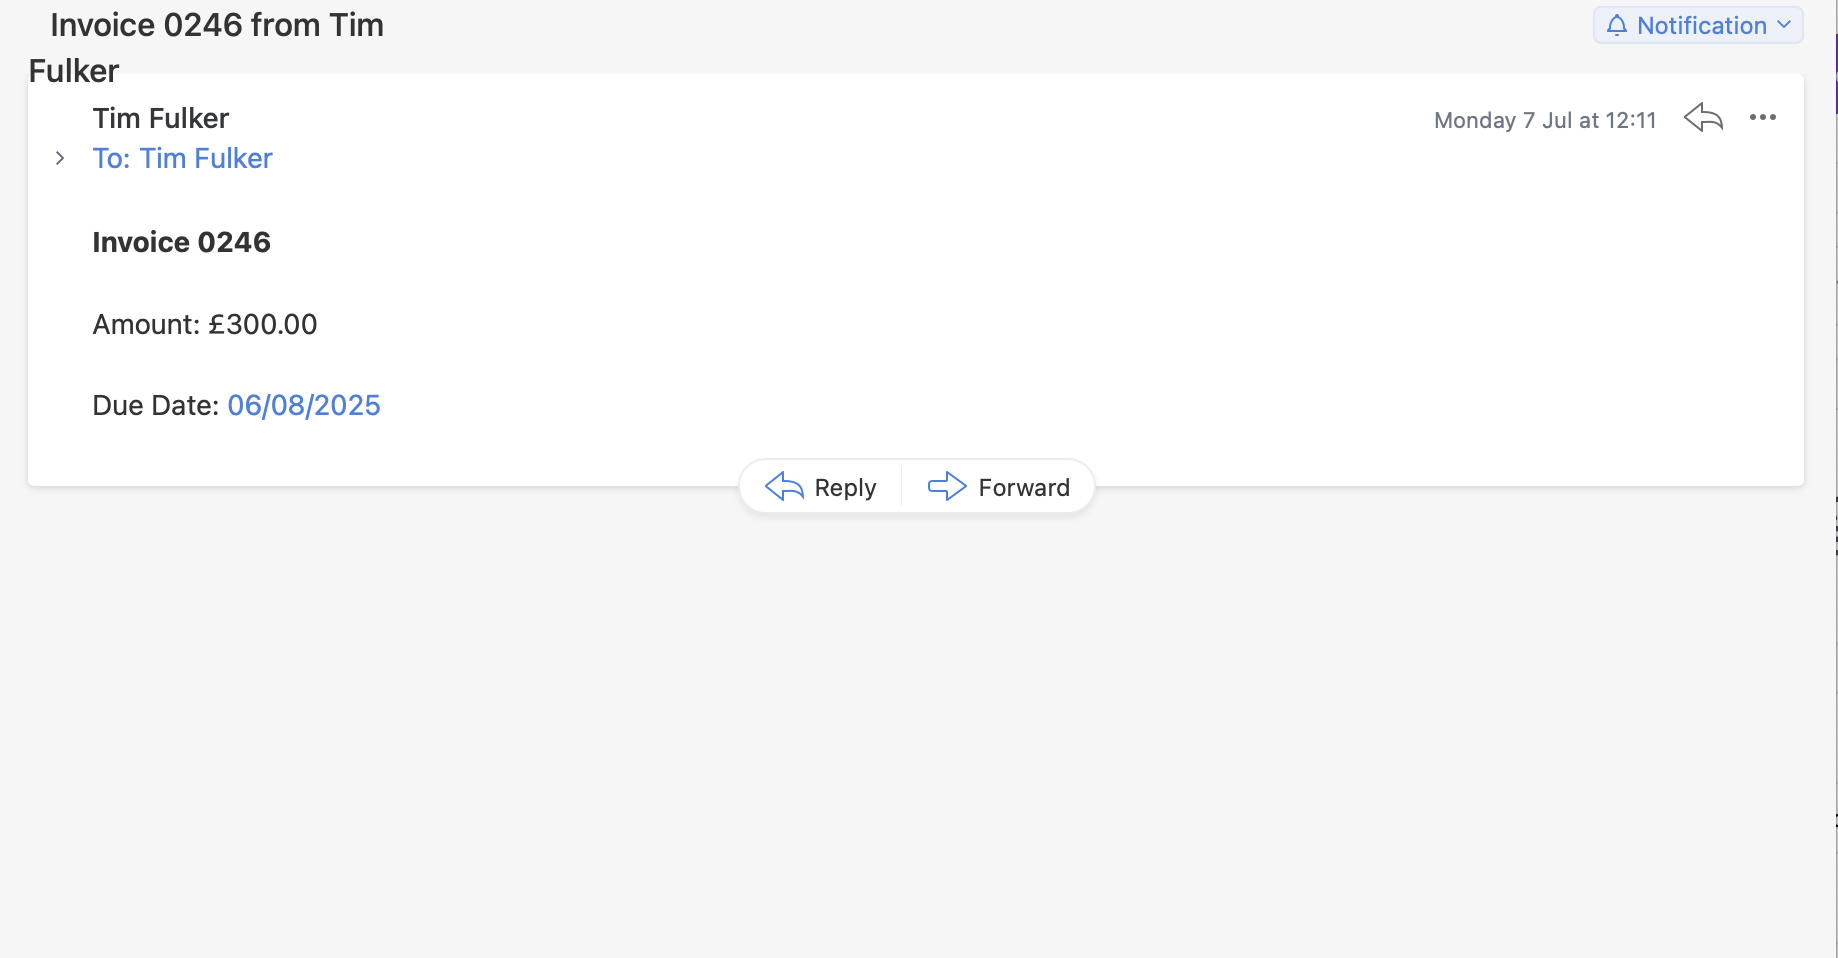 Invoice 0246 from Tim
Fulker
Notification
Tim Fulker
Monday 7 Jul at 12:11
To: Tim Fulker
Invoice 0246
Amount: £300.00
Due Date: 06/08/2025
Reply
Forward